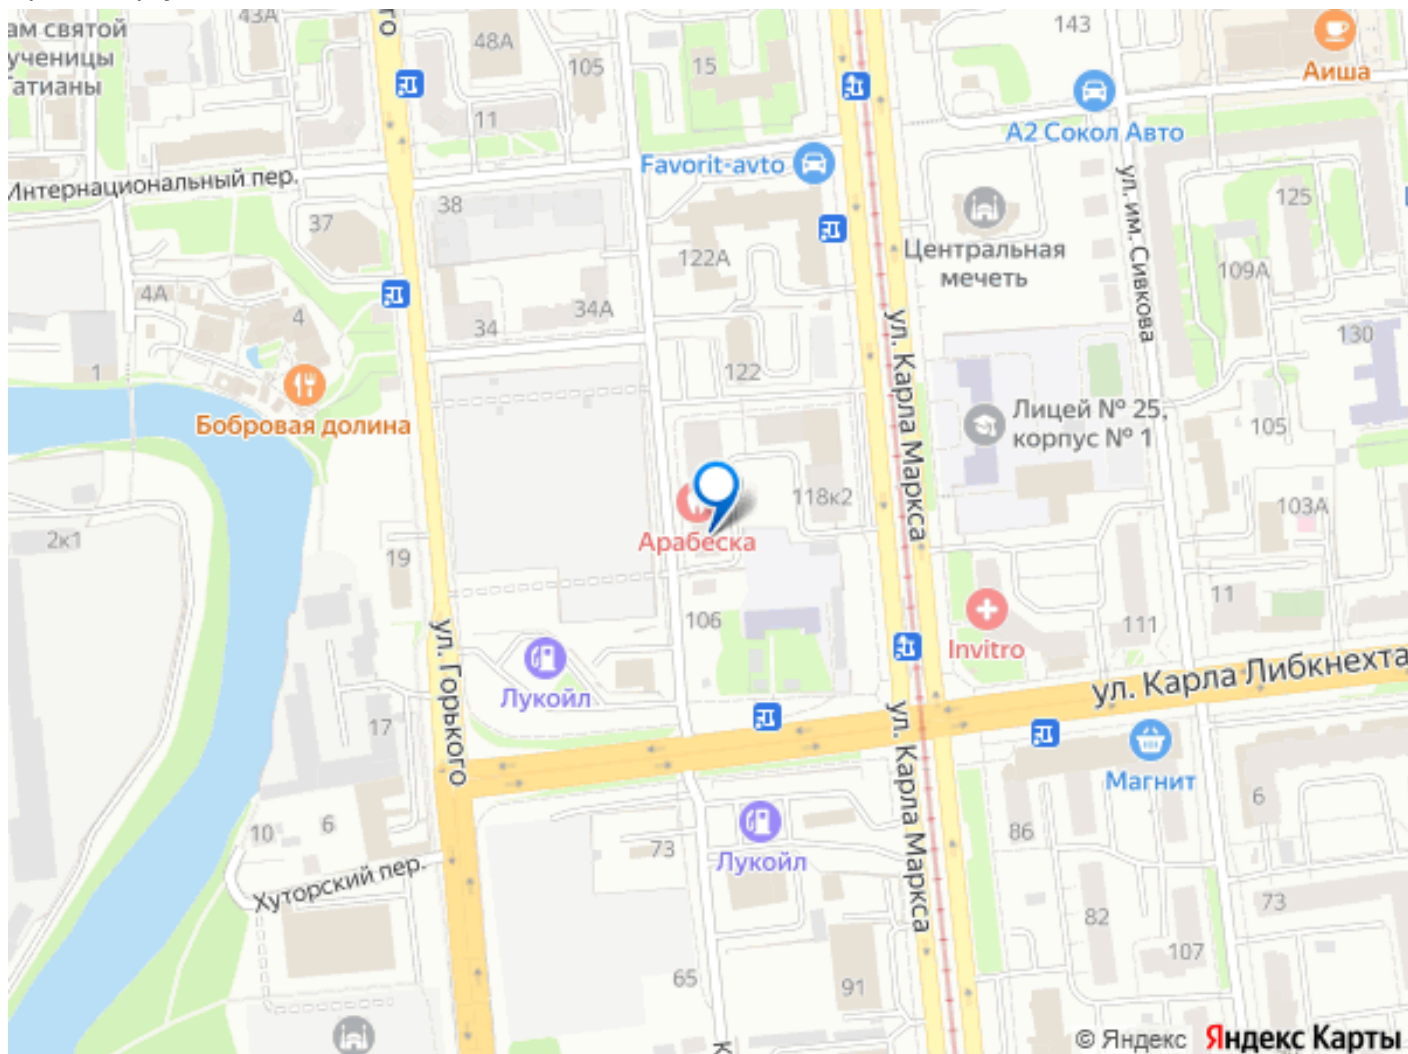 43А
ам святой
ученицы
атианы
ого
48А
105
15
143
Аиша
11
А2 Сокол Авто
Favorit-avto
Интернациональный пер.
38
37
122А
Центральная
мечеть
ул. им. Сивкова
125
109А
4А
4
34А
34
ул. Карла Маркса
130
1
122
Бобровая долина
Лицей № 25,
корпус № 1
105
118к2
103А
2к1
Арабеска
19
106
ул. Горького
Лукойл
Invitro
111
11
ул. Карла Либкнехта
17
ул. Карла Маркса
Магнит
10
6
73
Лукойл
86
6
Хуторский пер.
82
73
107
65
91
К
© Яндекс Яндекс Карты